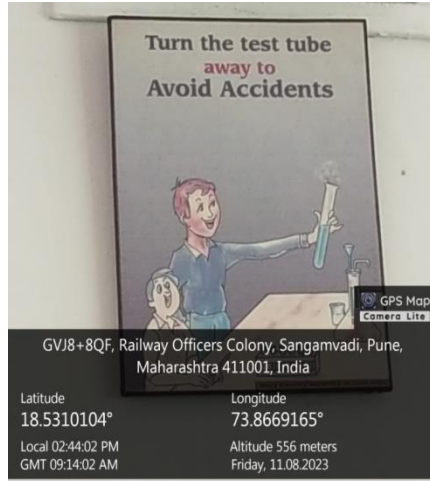 Turn the test tube
away to
Avoid Accidents
GPS Map
Camera Lite
GVJ8+8QF, Railway Officers Colony, Sangamvadi, Pune,
Maharashtra 411001, India
Latitude
Longitude
18.5310104°
73.8669165°
Local 02:44:02 PM
Altitude 556 meters
GMT 09:14:02 AM
Friday, 11.08.2023